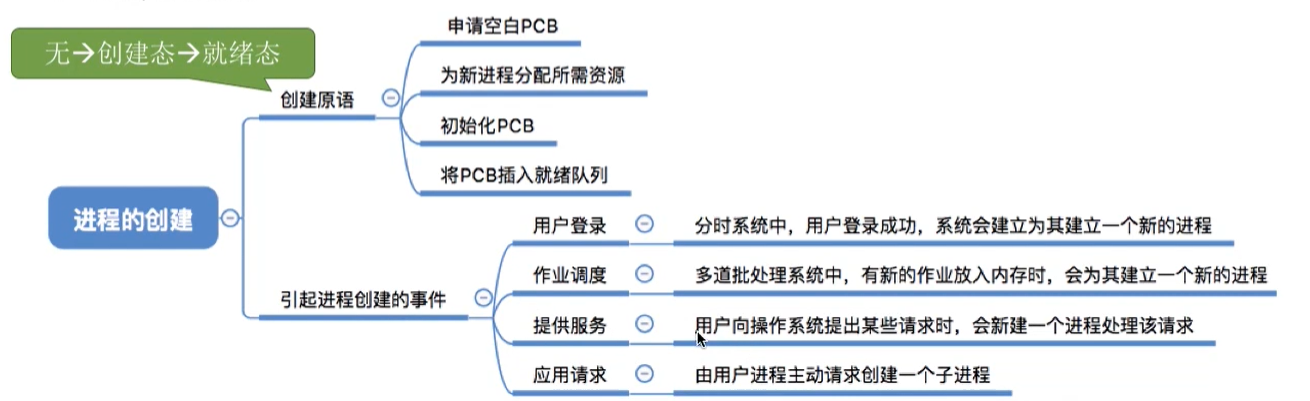 无→创建态→就绪态
进程的创建
创建原语
申请空白PCB
为新进程分配所需资源
初始化PCB
将PCB插入就绪队列
引起进程创建的事件
用户登录
分时系统中，用户登录成功，系统会建立为其建立一个新的进程
作业调度
多道批处理系统中，有新的作业放入内存时，会为其建立一个新的进程
提供服务
用户向操作系统提出某些请求时，会新建一个进程处理该请求
应用请求
由用户进程主动请求创建一个子进程